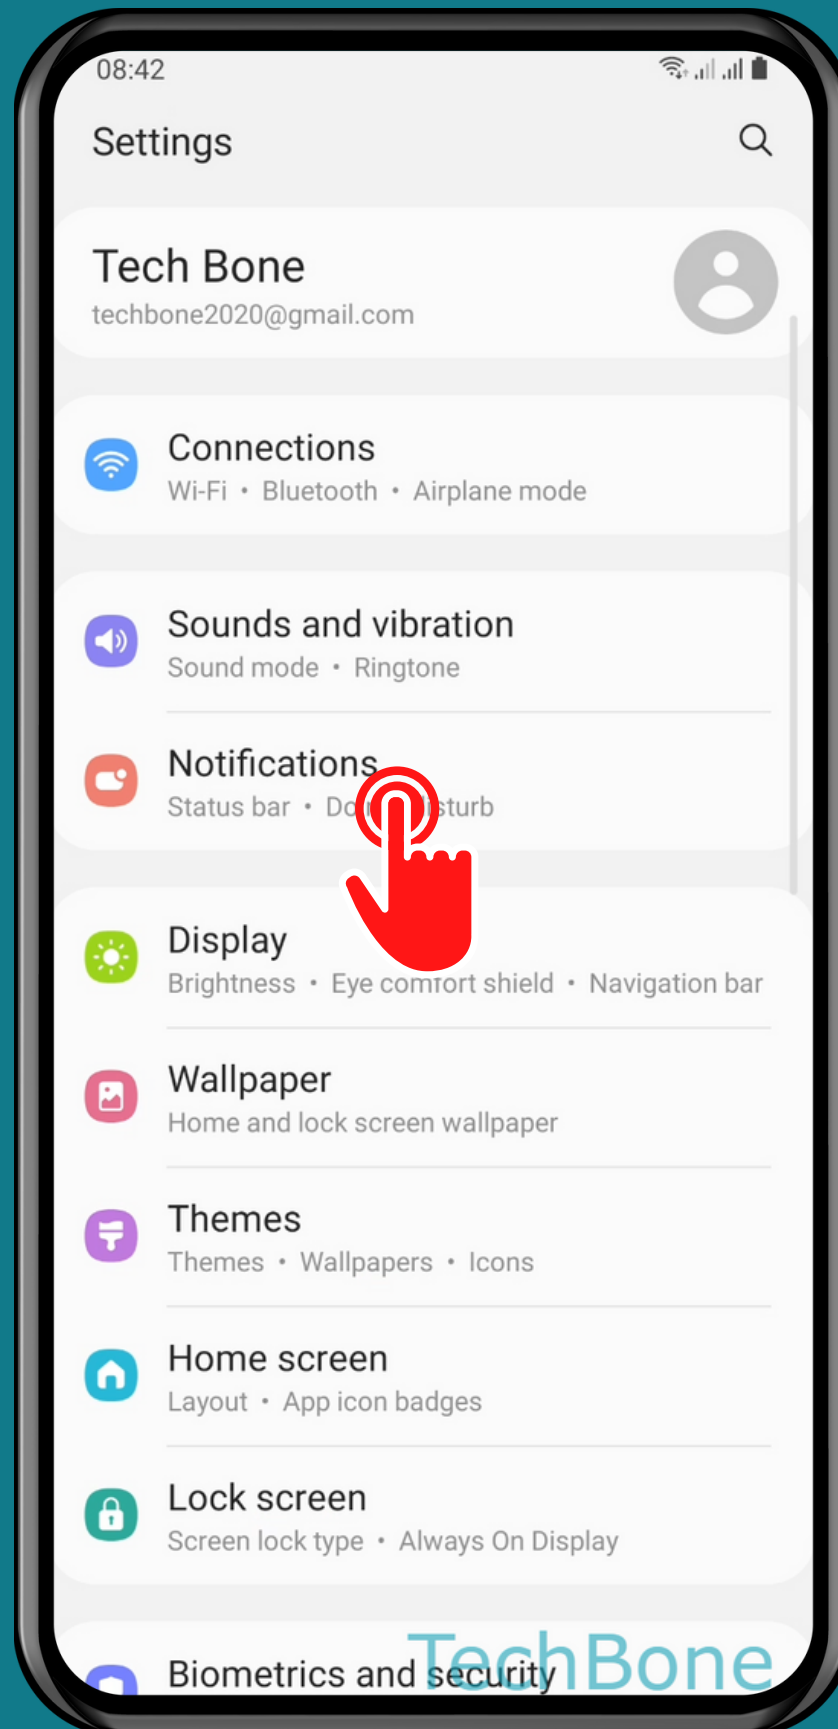 08:42
Settings
Tech Bone
techbone2020@gmail.com
Connections
Wi-Fi • Bluetooth • Airplane mode
Sounds and vibration
Sound mode • Ringtone
Notifications
Status bar • Do disturb
Display
Brightness • Eye comfort shield • Navigation bar
Wallpaper
Home and lock screen wallpaper
Themes
Themes • Wallpapers • Icons
Home screen
Layout • App icon badges
Lock screen
Screen lock type • Always On Display
Biometrics and security
TechBone